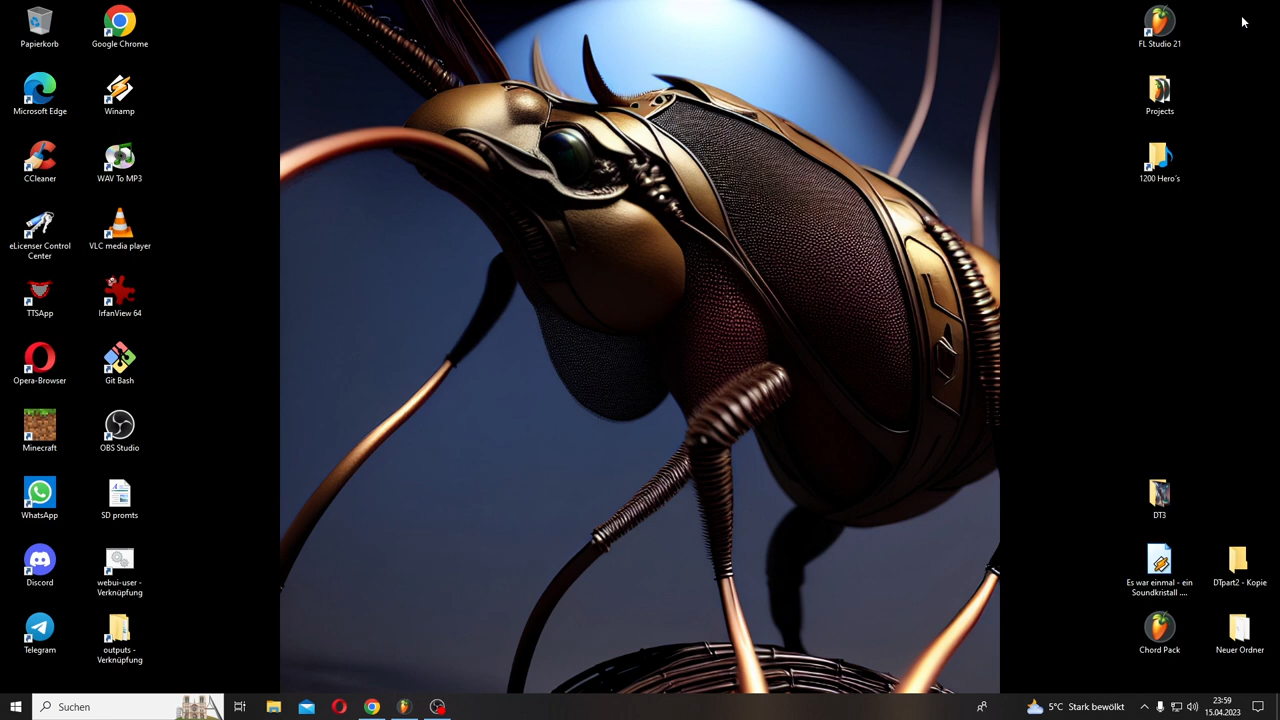 Papierkorb
Google Chrome
FL Studio 21
Microsoft Edge
Winamp
Projects
CCleaner
WAV To MP3
1200 Hero´s
eLicenser Control
Center
VLC media player
TTSApp
IrfanView 64
Opera-Browser
Git Bash
Minecraft
OBS Studio
WhatsApp
SD promts
DT3
Discord
webui-user -
Verknüpfung
Es war einmal - ein
Soundkristall ....
DTpart2 - Kopie
Telegram
outputs -
Verknüpfung
Chord Pack
Neuer Ordner
Suchen
5°C Stark bewölkt
23:59
15.04.2023